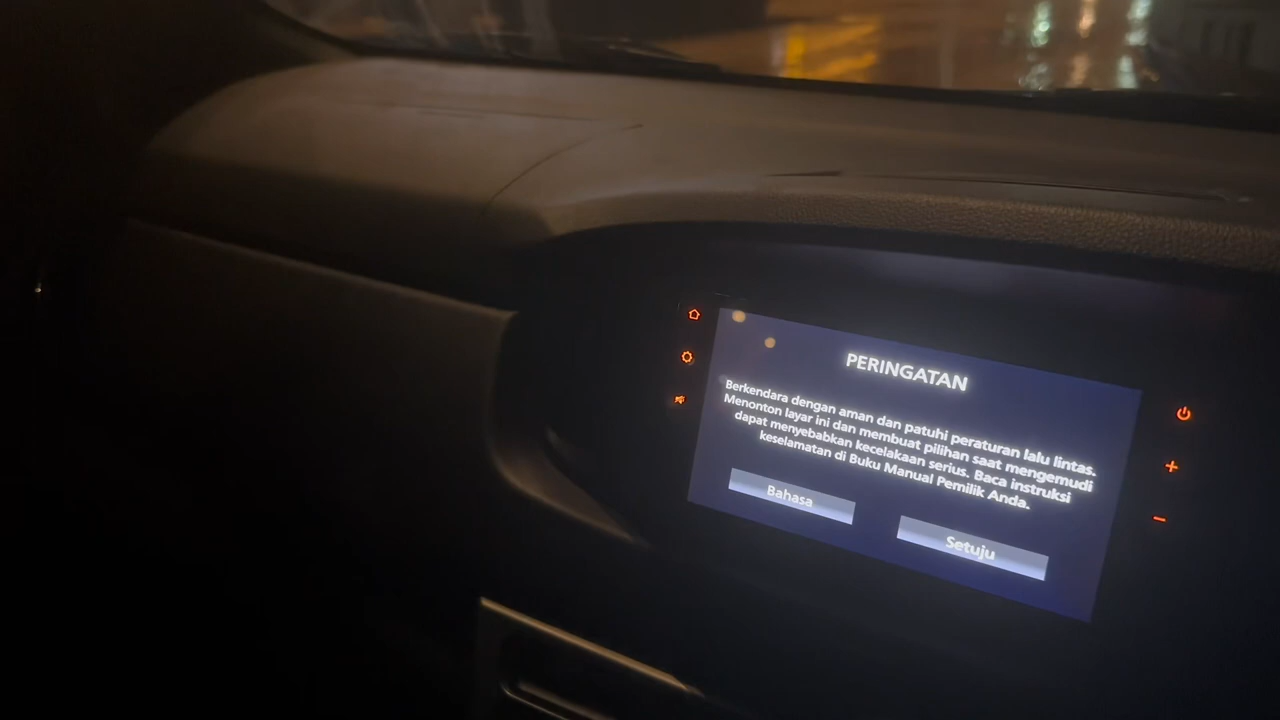 PERINGATAN
Berkendara dengan aman dan patuhi peraturan lalu lintas.
Menonton layar ini dan membuat pilihan saat mengemudi
dapat menyebabkan kecelakaan serius. Baca instruksi
keselamatan di Buku Manual Pemilik Anda.
Bahasa
Setuju